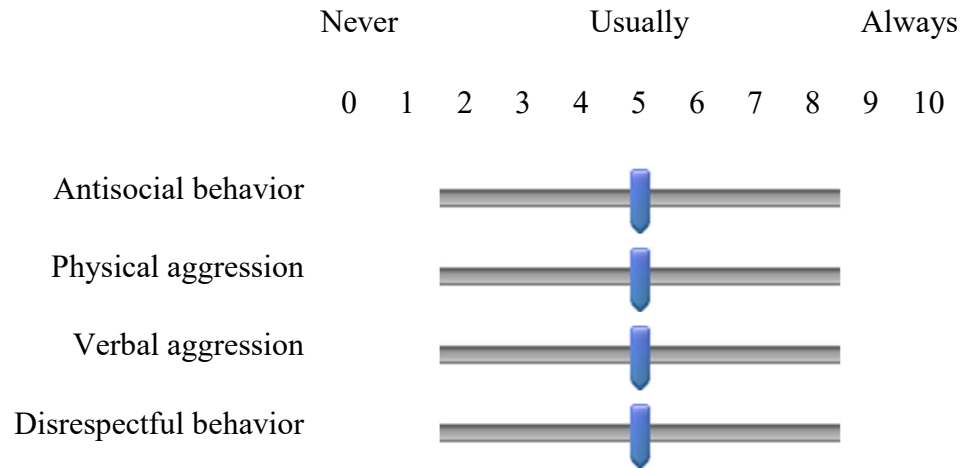 Never Usually Always
0 1 2 3 4 5 6 7 8 9 10
Antisocial behavior
Physical aggression
Verbal aggression
Disrespectful behavior